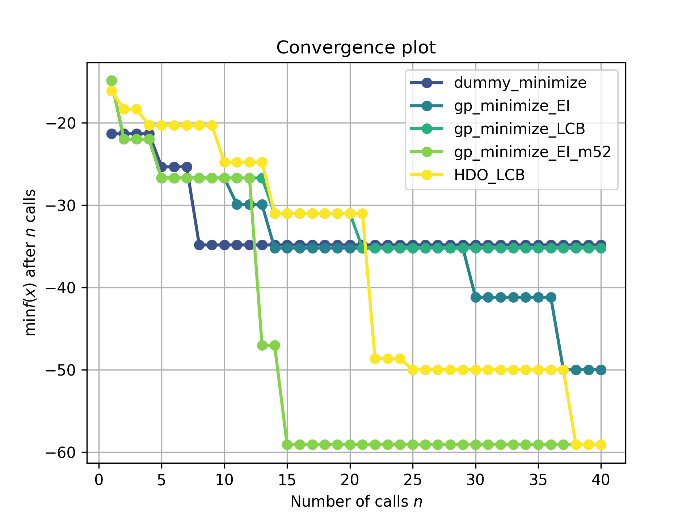 Convergence plot
dummy_minimize
gp_minimize_EI
gp_minimize_LCB
gp_minimize_EI_m52
HDO_LCB
−20
−30
−40
−50
−60
min f(x) after n calls
0 5 10 15 20 25 30 35 40
Number of calls n